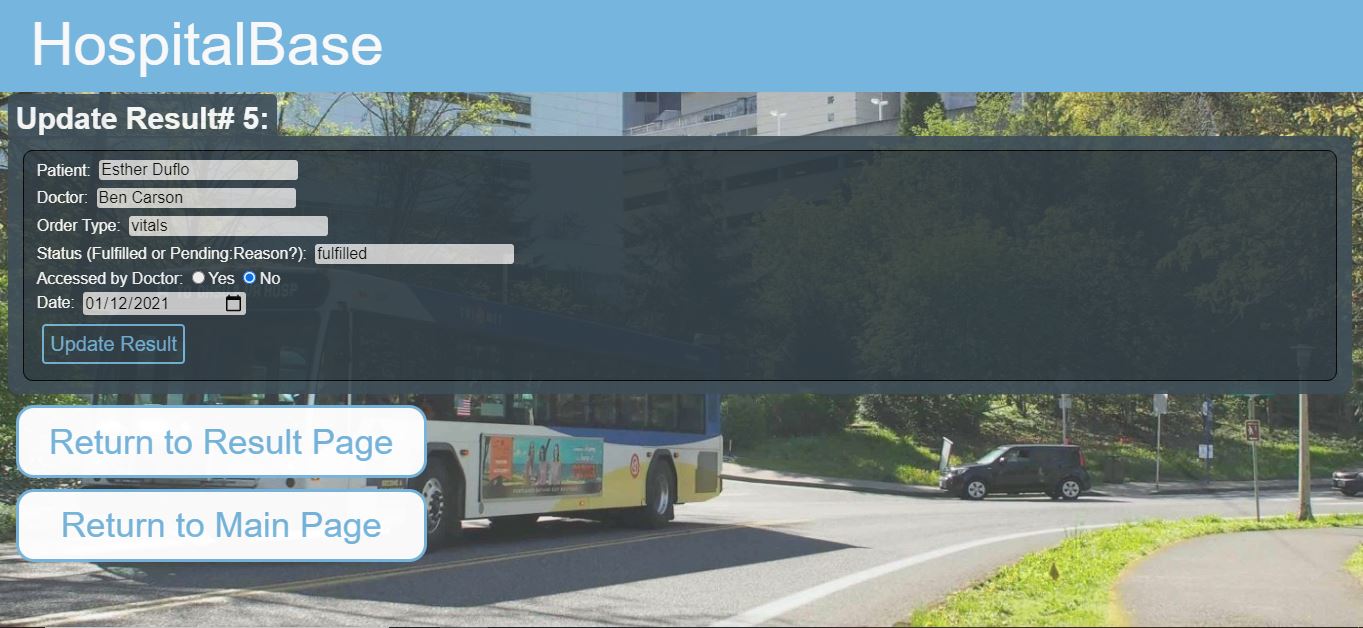 HospitalBase
Update Result# 5:
Patient: Esther Duflo
Doctor: Ben Carson
Order Type: vitals
Status (Fulfilled or Pending:Reason?): fulfilled
Accessed by Doctor: Yes No
Date: 01/12/2021
Update Result
Return to Result Page
Return to Main Page